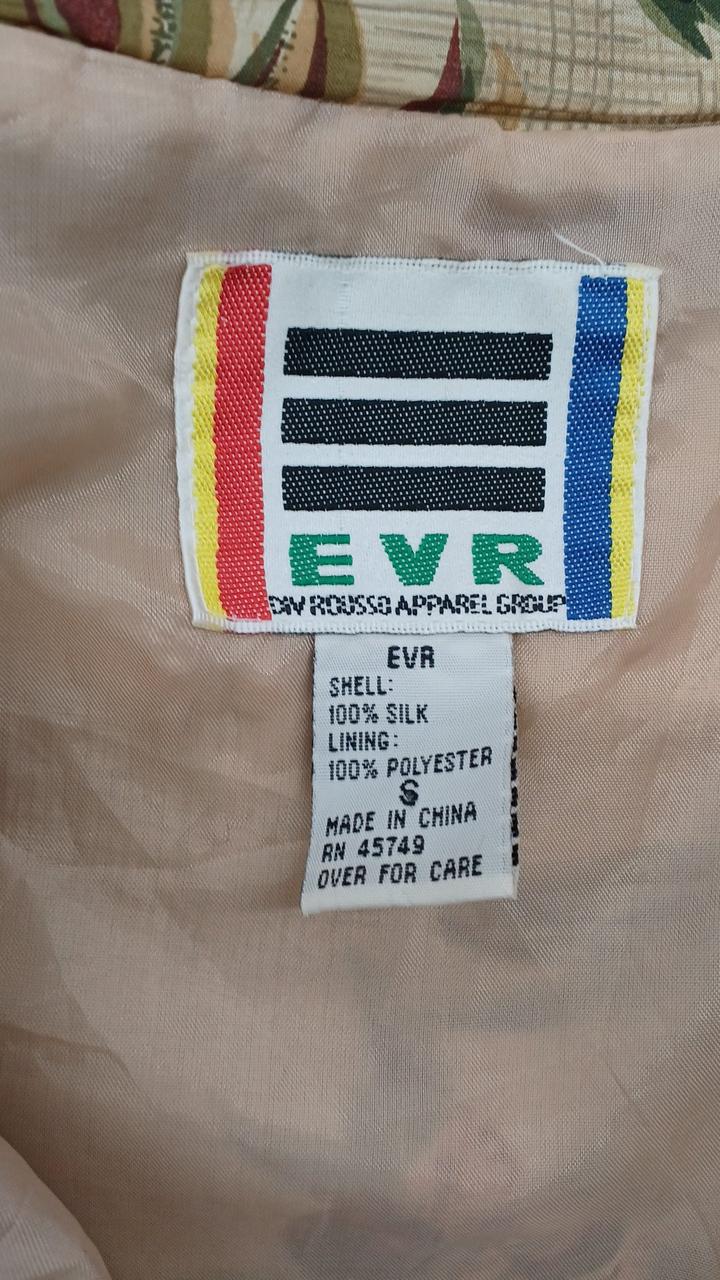 EVR
DIV ROUSSO APPAREL GROUP
EVR
SHELL:
100% SILK
LINING:
100% POLYESTER
S
MADE IN CHINA
RN 45749
OVER FOR CARE